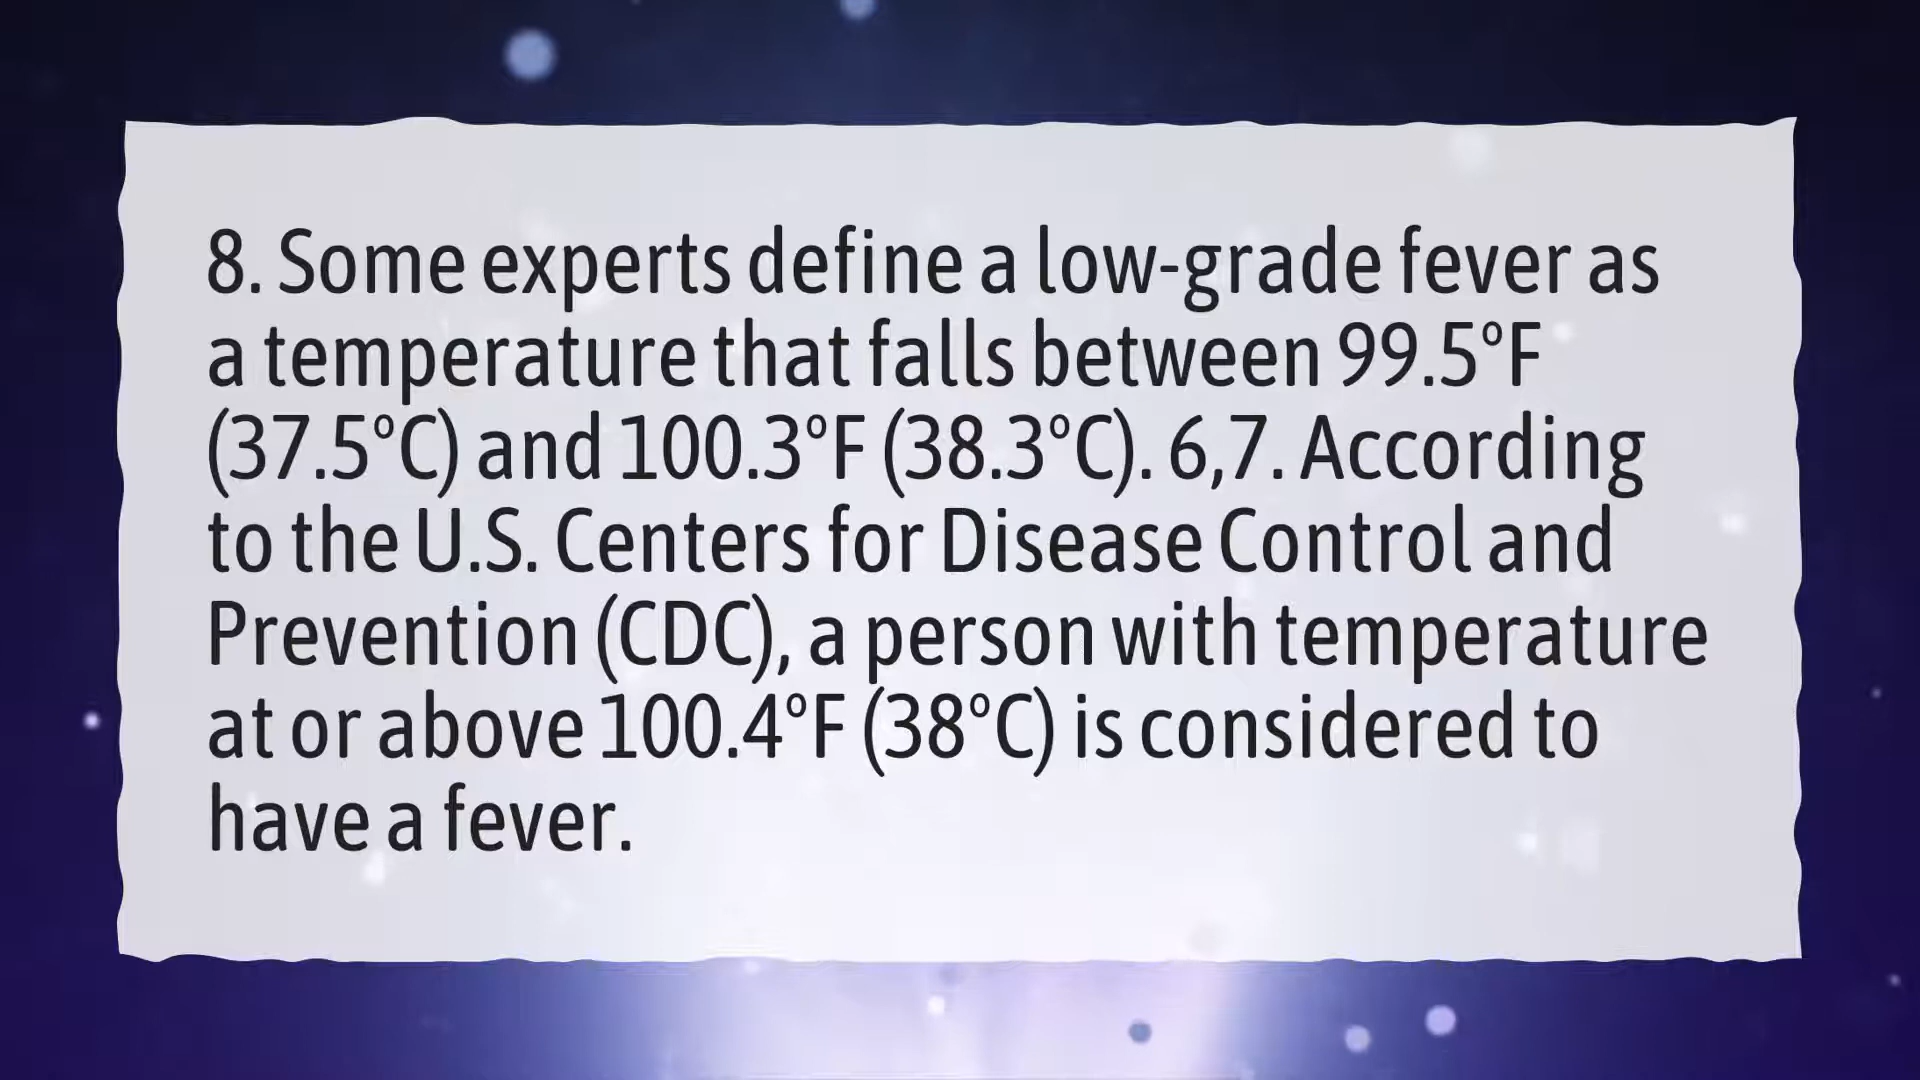 8. Some experts define a low-grade fever as
a temperature that falls between 99.5°F
(37.5°C) and 100.3°F (38.3°C). 6,7. According
to the U.S. Centers for Disease Control and
Prevention (CDC), a person with temperature
at or above 100.4°F (38°C) is considered to
have a fever.